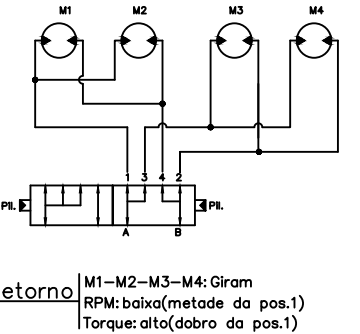 M1 M2 M3 M4
1 3 4 2
Pil. Pil.
A B
etorno
M1-M2-M3-M4: Giram
RPM: baixa(metade da pos.1)
Torque: alto(dobro da pos.1)